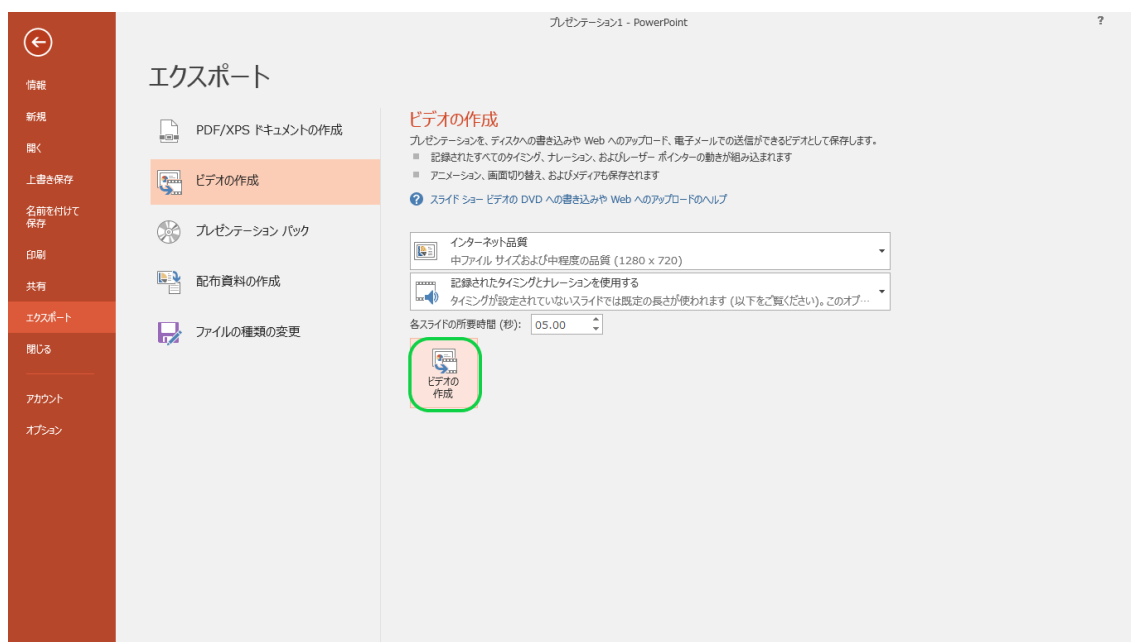 プレゼンテーション1 - PowerPoint
?
情報
新規
開く
上書き保存
名前を付けて
保存
印刷
共有
エクスポート
閉じる
アカウント
オプション
エクスポート
PDF/XPS ドキュメントの作成
ビデオの作成
プレゼンテーション パック
配布資料の作成
ファイルの種類の変更
ビデオの作成
プレゼンテーションを、ディスクへの書き込みや Web へのアップロード、電子メールでの送信ができるビデオとして保存します。
記録されたすべてのタイミング、ナレーション、およびレーザー ポインターの動きが組み込まれます
アニメーション、画面切り替え、およびメディアも保存されます
スライド ショー ビデオの DVD への書き込みや Web へのアップロードのヘルプ
インターネット品質
中ファイル サイズおよび中程度の品質 (1280 x 720)
記録されたタイミングとナレーションを使用する
タイミングが設定されていないスライドでは既定の長さが使われます (以下をご覧ください)。このオプ…
各スライドの所要時間 (秒): 05.00
ビデオの
作成